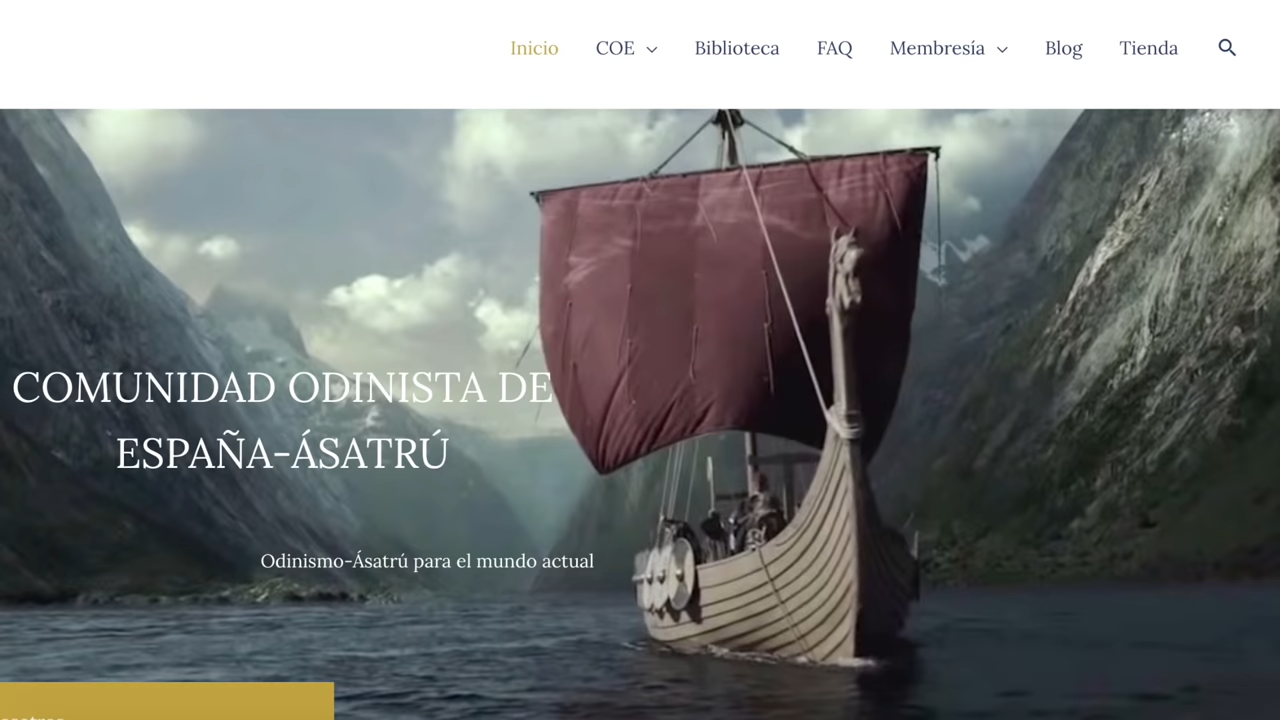 Inicio COE Biblioteca FAQ Membresía Blog Tienda
COMUNIDAD ODINISTA DE
ESPAÑA-ÁSATRÚ
Odinismo-Ásatrú para el mundo actual